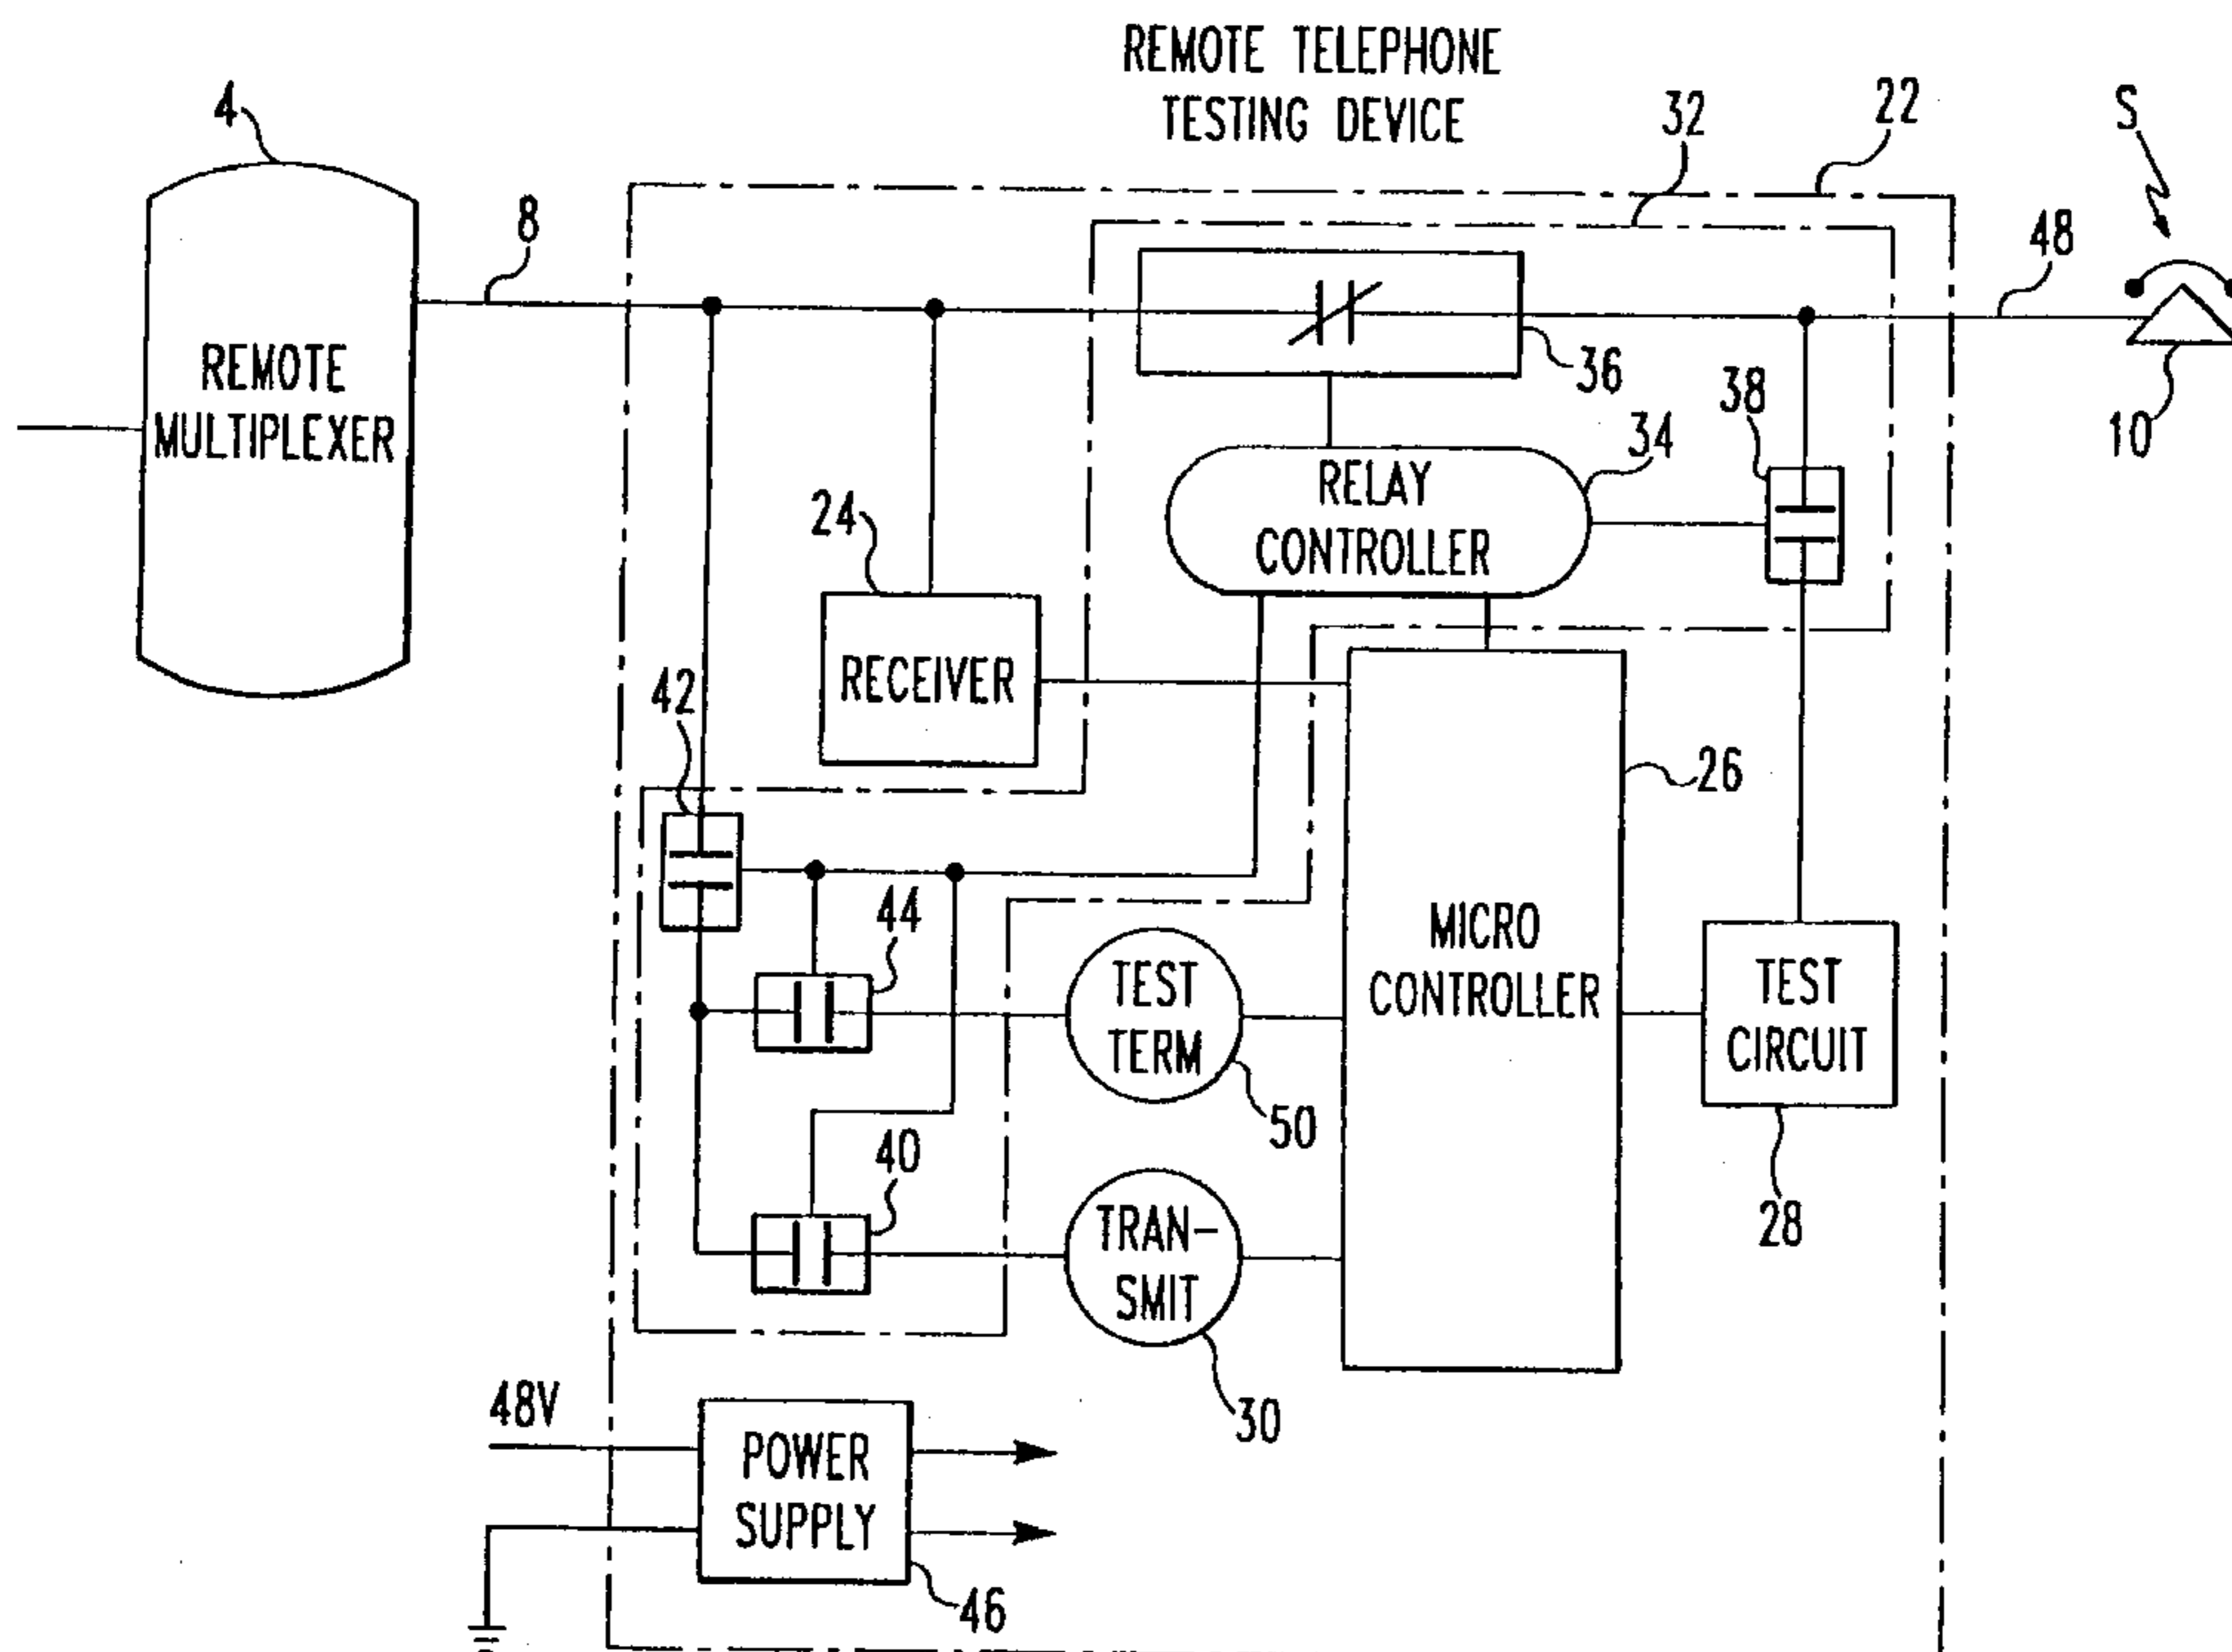 REMOTE TELEPHONE
TESTING DEVICE
4
8
32
22
S
48
REMOTE
MULTIPLEXER
36
38
10
34
RELAY
CONTROLLER
24
RECEIVER
42
26
44
MICRO
CONTROLLER
TEST
TERM
50
TEST
CIRCUIT
28
40
TRAN-
SMIT
30
48V
POWER
SUPPLY
46